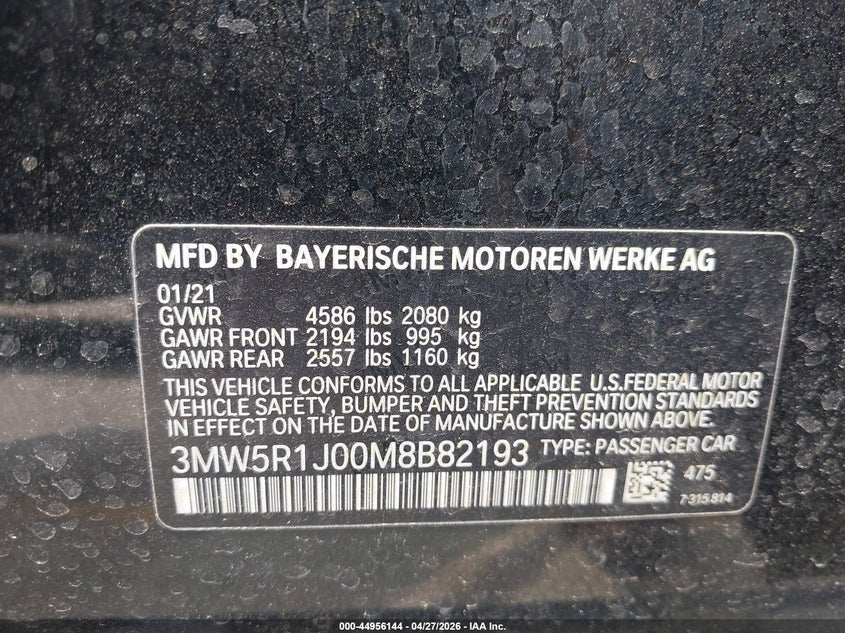 MFD BY BAYERISCHE MOTOREN WERKE AG
01/21
GVWR 4586 lbs 2080 kg
GAWR FRONT 2194 lbs 995 kg
GAWR REAR 2557 lbs 1160 kg
THIS VEHICLE CONFORMS TO ALL APPLICABLE U.S.FEDERAL MOTOR
VEHICLE SAFETY, BUMPER AND THEFT PREVENTION STANDARDS
IN EFFECT ON THE DATE OF MANUFACTURE SHOWN ABOVE.
3MW5R1J00M8B82193 TYPE: PASSENGER CAR
475
7315814
000-44956144 - 04/27/2026 - IAA Inc.